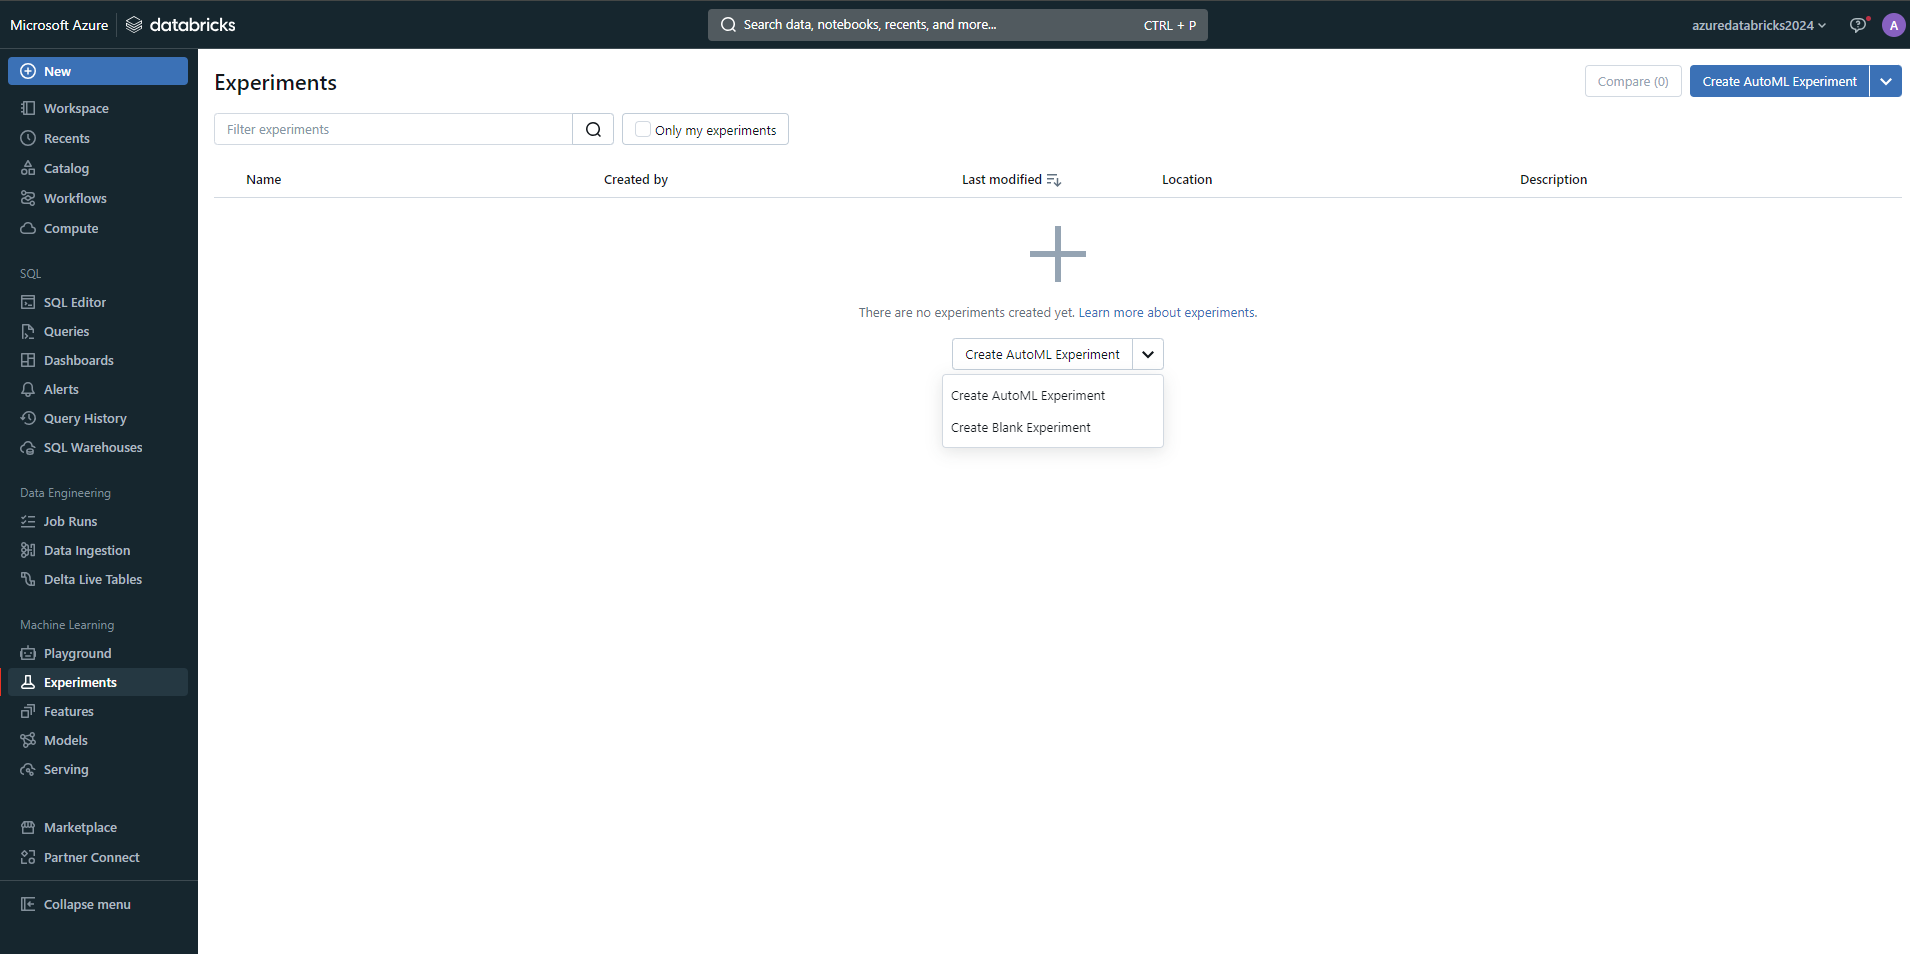 Microsoft Azure databricks
Search data, notebooks, recents, and more... CTRL + P
azuredatabricks2024
A
New
Workspace
Recents
Catalog
Workflows
Compute
SQL
SQL Editor
Queries
Dashboards
Alerts
Query History
SQL Warehouses
Data Engineering
Job Runs
Data Ingestion
Delta Live Tables
Machine Learning
Playground
Experiments
Features
Models
Serving
Marketplace
Partner Connect
Collapse menu
Experiments
Compare (0)
Create AutoML Experiment
Filter experiments
Only my experiments
Name Created by Last modified Location Description
There are no experiments created yet. Learn more about experiments.
Create AutoML Experiment
Create AutoML Experiment
Create Blank Experiment